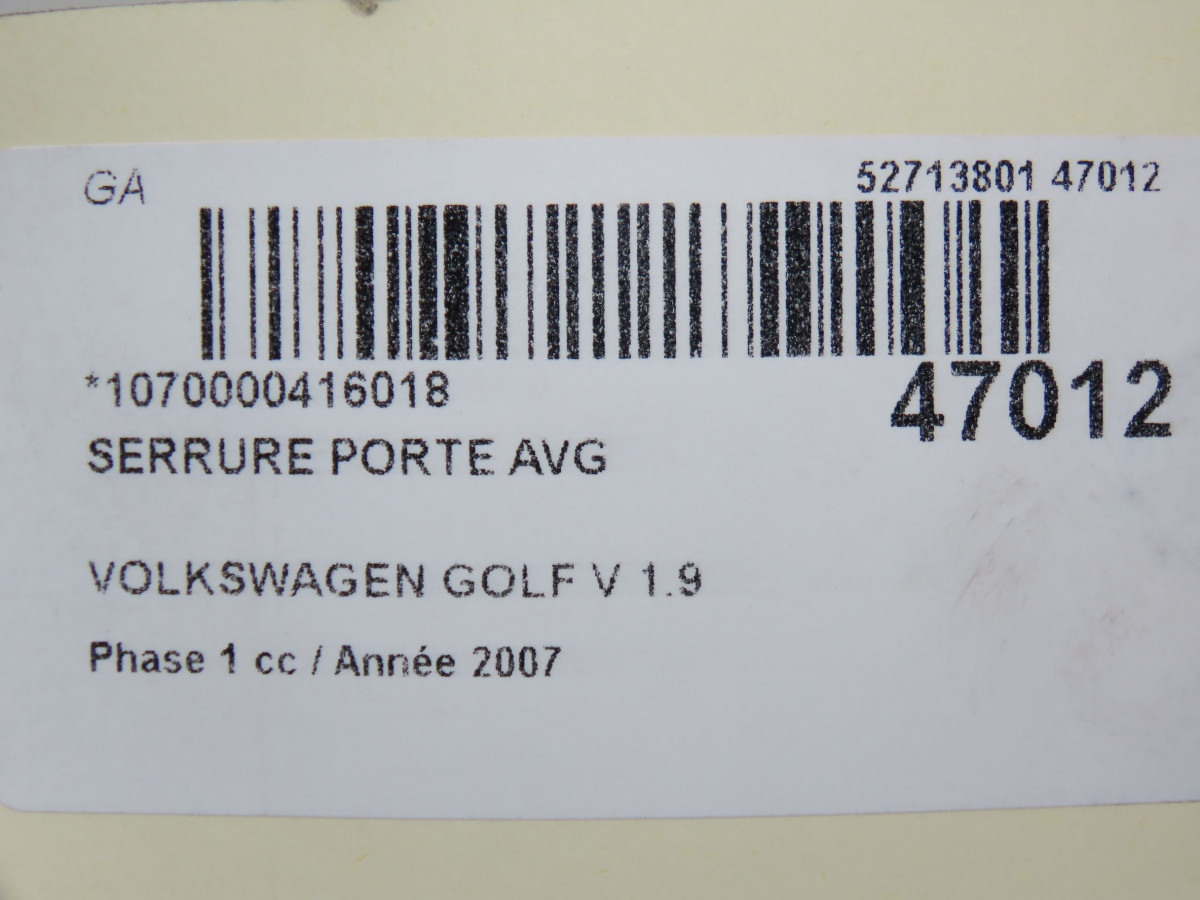 GA 52713801 47012
*1070000416018 47012
SERRURE PORTE AVG
VOLKSWAGEN GOLF V 1.9
Phase 1 cc / Année 2007